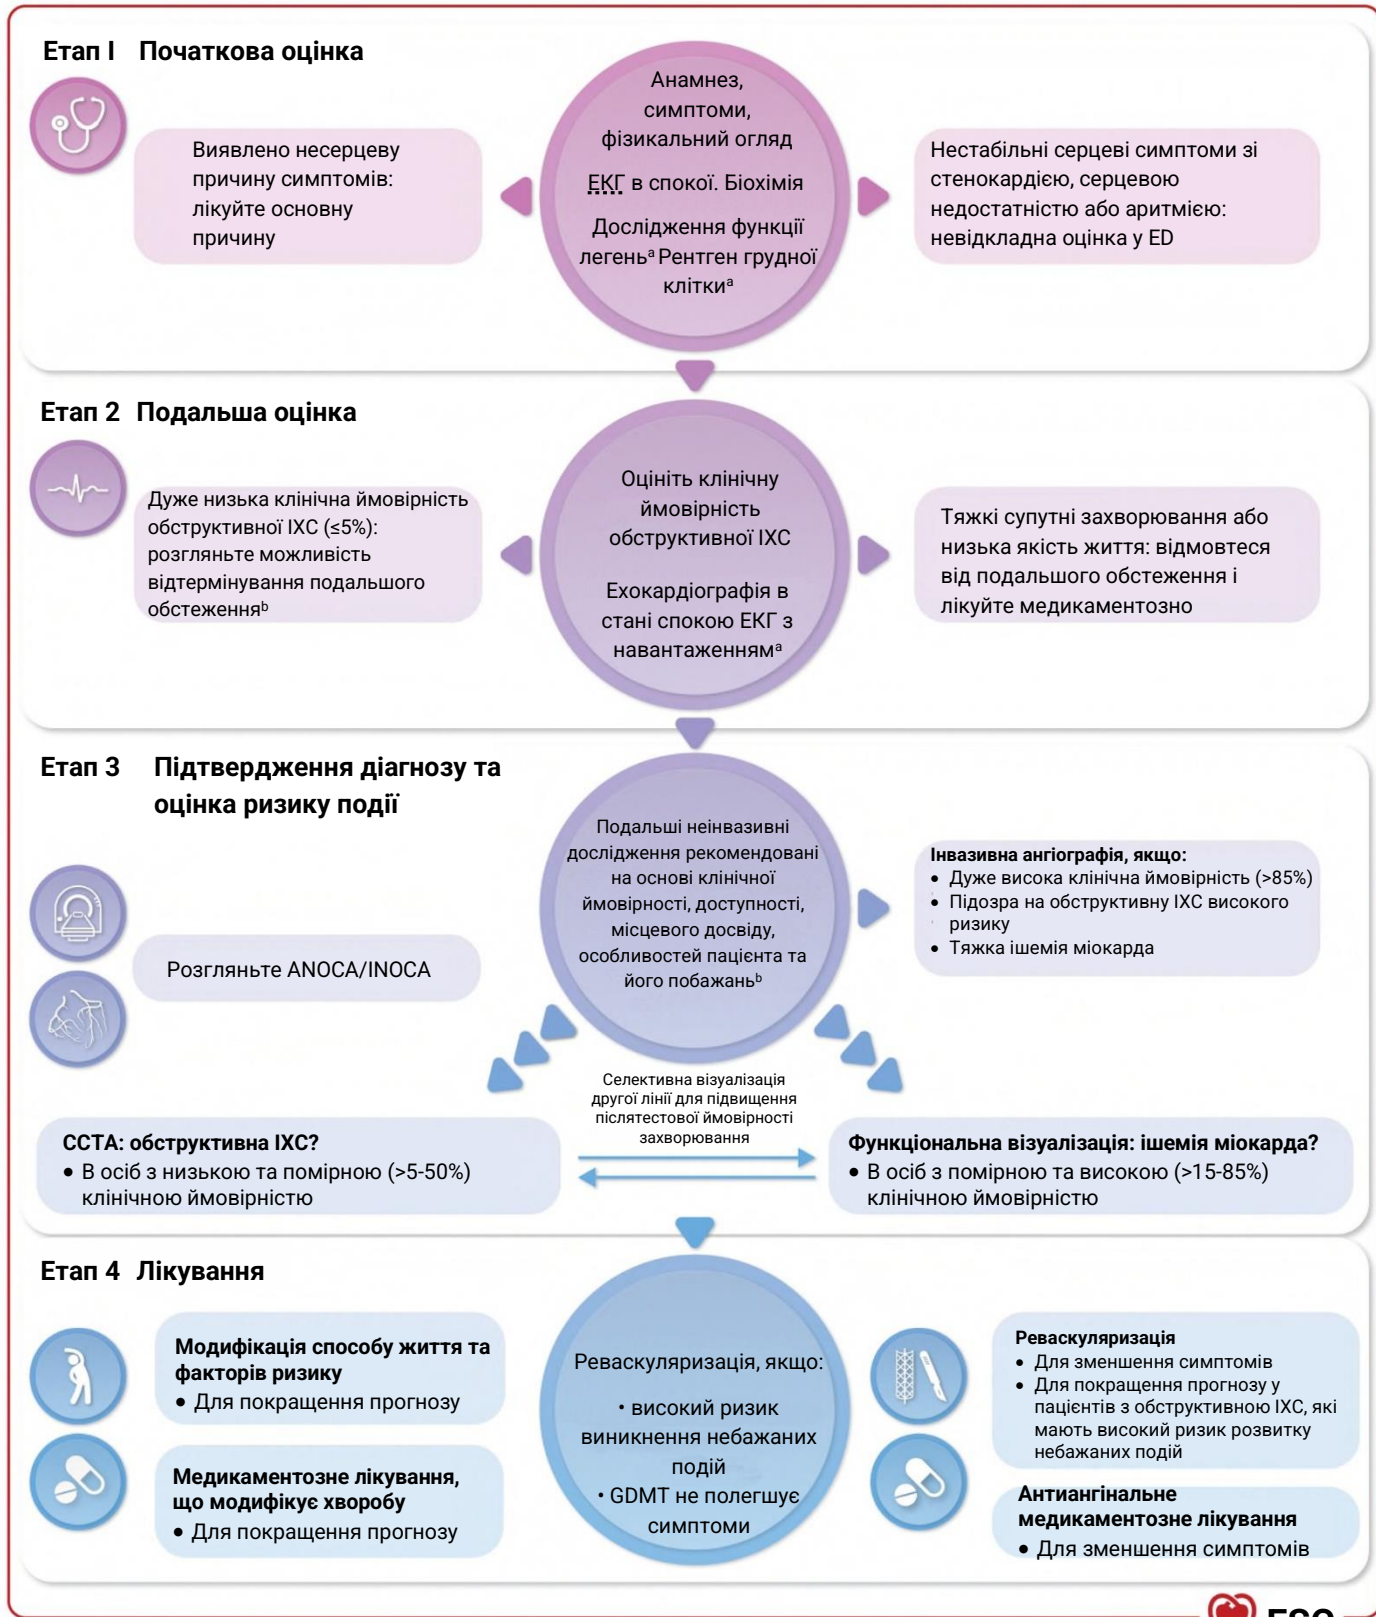 Етап I Початкова оцінка
Анамнез,
симптоми,
фізикальний огляд
ЕКГ в спокої. Біохімія
Дослідження функції
легеньᵃ Рентген грудної
кліткиᵃ
Виявлено несерцеву
причину симптомів:
лікуйте основну
причину
Нестабільні серцеві симптоми зі
стенокардією, серцевою
недостатністю або аритмією:
невідкладна оцінка у ED
Етап 2 Подальша оцінка
Дуже низька клінічна ймовірність
обструктивної ІХС (≤5%):
розгляньте можливість
відтермінування подальшого
обстеженняᵇ
Оцініть клінічну
ймовірність
обструктивної ІХС
Ехокардіографія в
стані спокою ЕКГ з
навантаженнямᵃ
Тяжкі супутні захворювання або
низька якість життя: відмовтеся
від подальшого обстеження і
лікуйте медикаментозно
Етап 3 Підтвердження діагнозу та
оцінка ризику події
Подальші неінвазивні
дослідження рекомендовані
на основі клінічної
ймовірності, доступності,
місцевого досвіду,
особливостей пацієнта та
його побажаньᵇ
Розгляньте ANOCA/INOCA
Інвазивна ангіографія, якщо:
• Дуже висока клінічна ймовірність (>85%)
• Підозра на обструктивну ІХС високого
ризику
• Тяжка ішемія міокарда
Селективна візуалізація
другої лінії для підвищення
післятестової ймовірності
захворювання
ССТА: обструктивна ІХС?
• В осіб з низькою та помірною (>5-50%)
клінічною ймовірністю
Функціональна візуалізація: ішемія міокарда?
• В осіб з помірною та високою (>15-85%)
клінічною ймовірністю
Етап 4 Лікування
Модифікація способу життя та
факторів ризику
• Для покращення прогнозу
Медикаментозне лікування,
що модифікує хворобу
• Для покращення прогнозу
Реваскуляризація, якщо:
• високий ризик
виникнення небажаних
подій
• GDMT не полегшує
симптоми
Реваскуляризація
• Для зменшення симптомів
• Для покращення прогнозу у
пацієнтів з обструктивною ІХС, які
мають високий ризик розвитку
небажаних подій
Антиангінальне
медикаментозне лікування
• Для зменшення симптомів
ESC